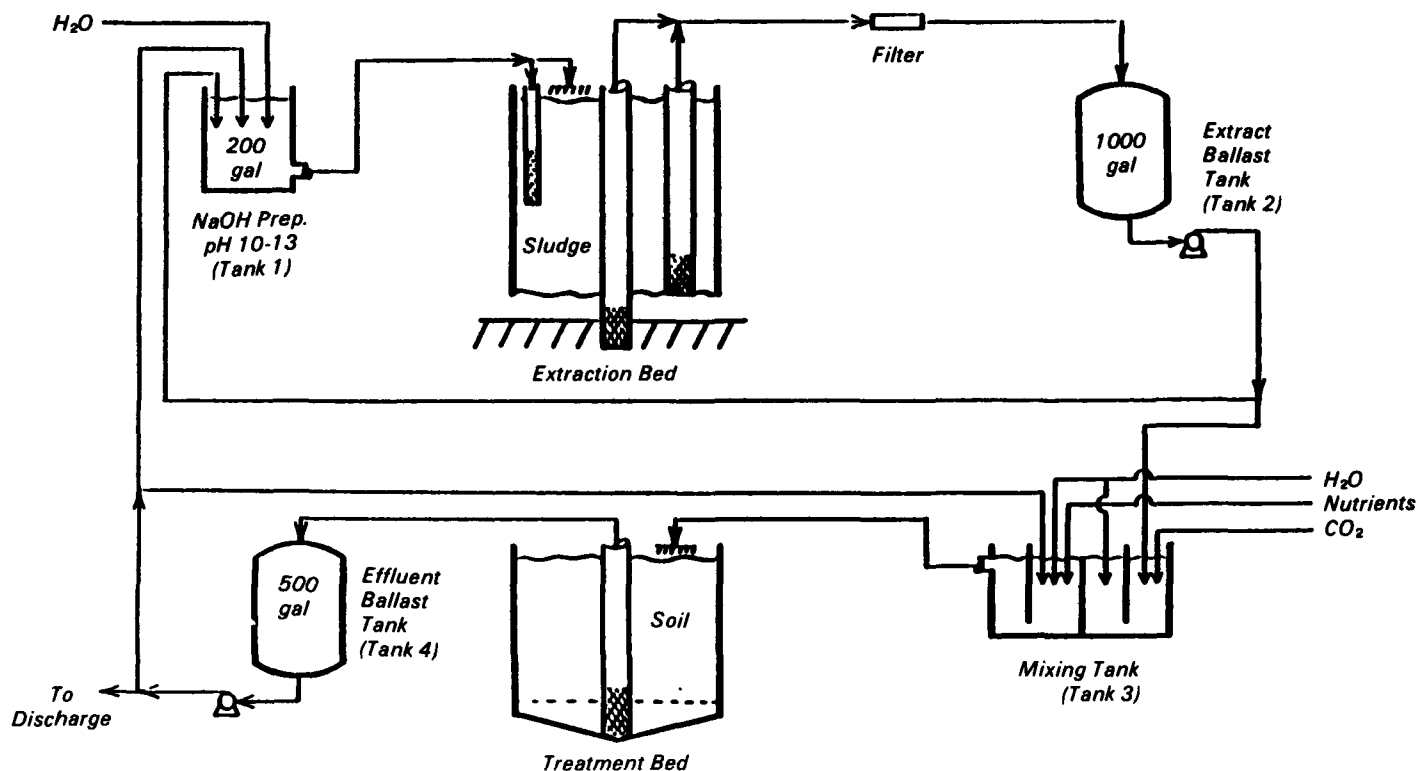 H₂O
200
gal
NaOH Prep.
pH 10-13
(Tank 1)
Sludge
Extraction Bed
Filter
1000
gal
Extract
Ballast
Tank
(Tank 2)
H₂O
Nutrients
CO₂
Mixing Tank
(Tank 3)
Soil
Treatment Bed
500
gal
Effluent
Ballast
Tank
(Tank 4)
To
Discharge